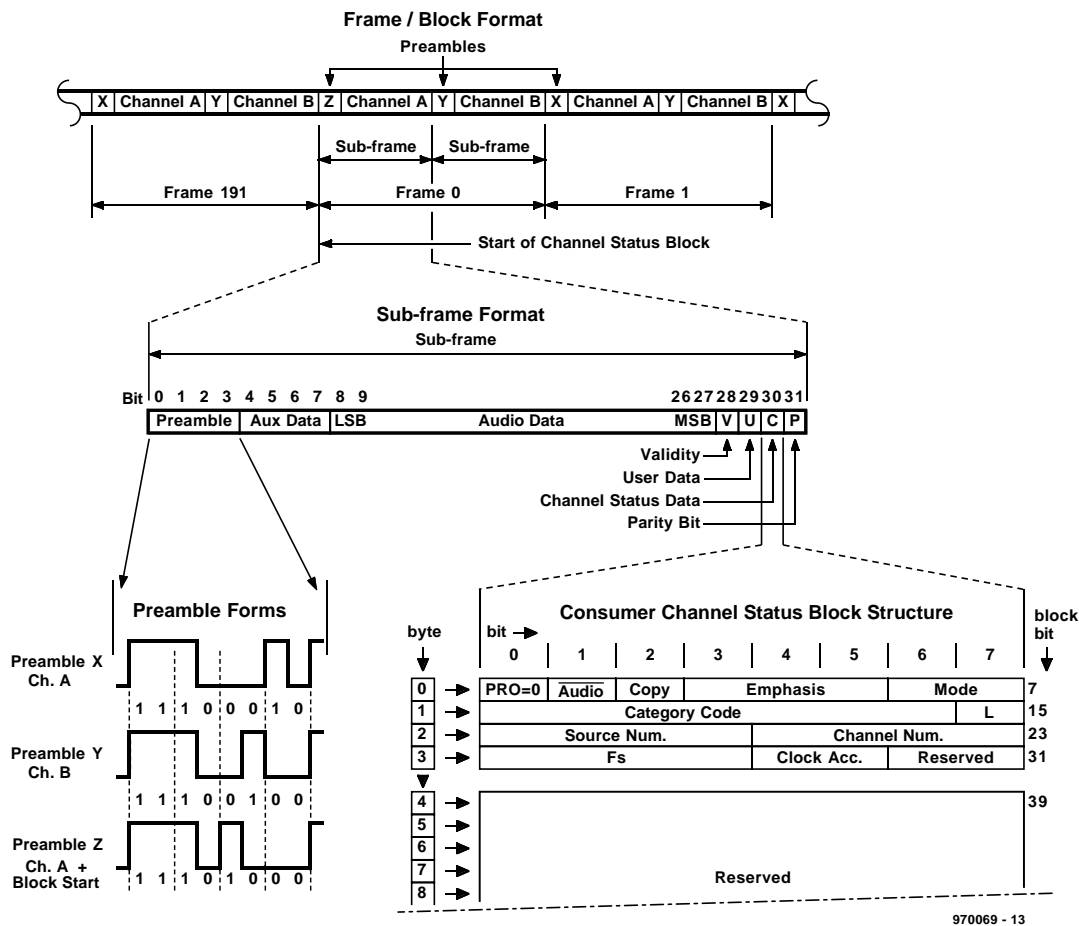 Frame / Block Format
Preambles
X Channel A Y Channel B Z Channel A Y Channel B X Channel A Y Channel B X
Sub-frame Sub-frame
Frame 191 Frame 0 Frame 1
Start of Channel Status Block
Sub-frame Format
Sub-frame
Bit 0 1 2 3 4 5 6 7 8 9 26 27 28 29 30 31
Preamble Aux Data LSB Audio Data MSB V U C P
Validity
User Data
Channel Status Data
Parity Bit
Preamble Forms
Preamble X
Ch. A
1 1 1 0 0 0 1 0
Preamble Y
Ch. B
1 1 1 0 0 1 0 0
Preamble Z
Ch. A +
Block Start
1 1 1 0 1 0 0 0
Consumer Channel Status Block Structure
byte bit block
bit
0 1 2 3 4 5 6 7
0 PRO=0 Audio Copy Emphasis Mode 7
1 Category Code L 15
2 Source Num. Channel Num. 23
3 Fs Clock Acc. Reserved 31
4 39
5
6
7
Reserved
8
970069 - 13